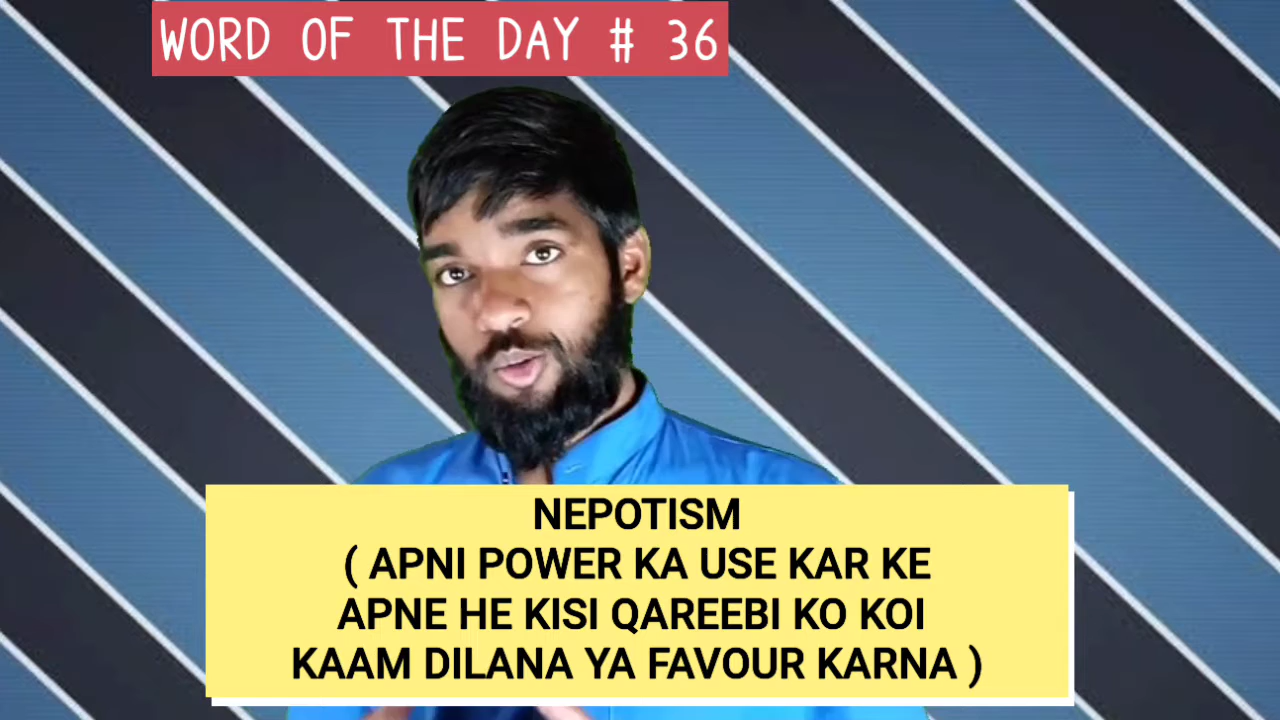 WORD OF THE DAY # 36
NEPOTISM
( APNI POWER KA USE KAR KE
APNE HE KISI QAREEBI KO KOI
KAAM DILANA YA FAVOUR KARNA )